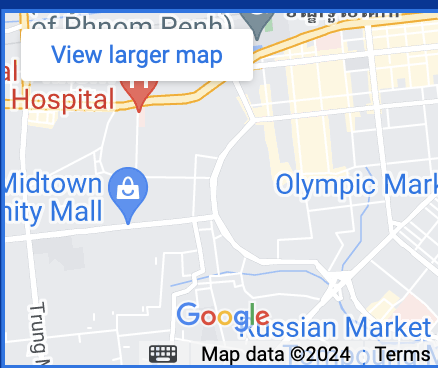 of Phnom Penh)
View larger map
al
Hospital
Midtown
nity Mall
Olympic Mark
Trung
Google
Russian Market
Map data ©2024
Terms